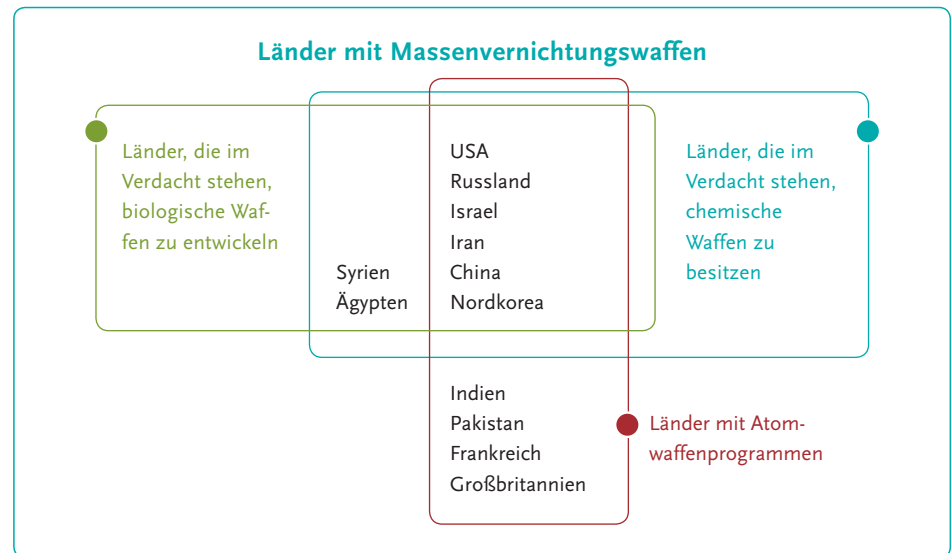 Länder mit Massenvernichtungswaffen
Länder, die im
Verdacht stehen,
biologische Waf-
fen zu entwickeln
Syrien
Ägypten
USA
Russland
Israel
Iran
China
Nordkorea
Länder, die im
Verdacht stehen,
chemische
Waffen zu
besitzen
Indien
Pakistan
Frankreich
Großbritannien
Länder mit Atom-
waffenprogrammen